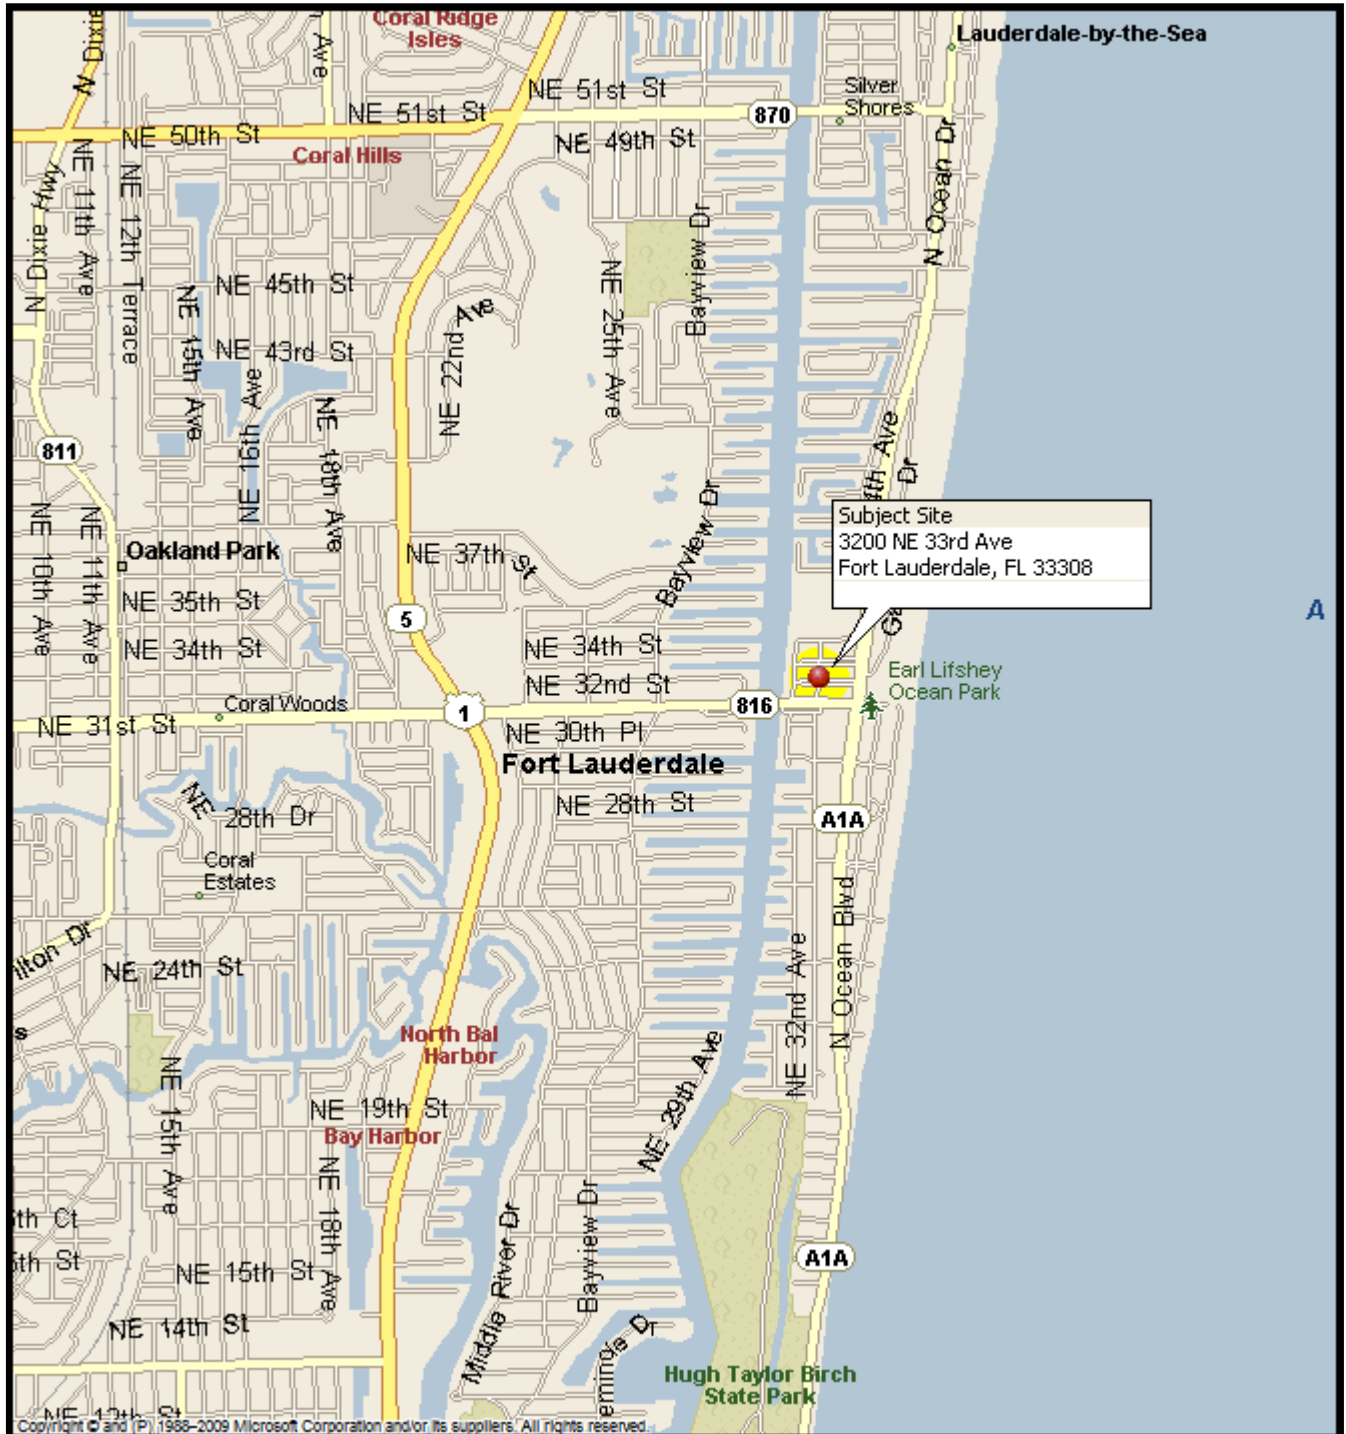 Coral Ridge
Isles
Lauderdale-by-the-Sea
N Dixie
Ave
NE 51st St
Silver
Shores
NE 51st St
870
NE 50th St
NE 49th St
Coral Hills
N Ocean Dr
N Dixie Hwy
NE 11th Ave
NE 12th Terrace
Bayview Dr
NE 45th St
NE 25th Ave
NE 15th Ave
NE 22nd Ave
NE 43rd St
NE 16th Ave
NE 18th Ave
811
Dr
Bayview Dr
NE 10th Ave
NE 11th Ave
Subject Site
3200 NE 33rd Ave
Fort Lauderdale, FL 33308
Oakland Park
NE 37th St
NE 35th St
A
5
NE 34th St
NE 34th St
Earl Lifshey
Ocean Park
NE 32nd St
Coral Woods
1
816
NE 31st St
NE 30th Pl
Fort Lauderdale
NE 28th St
NE 28th Dr
A1A
Coral
Estates
N Ocean Blvd
NE 32nd Ave
NE 24th St
North Bal
Harbor
NE 29th Ave
NE 15th Ave
NE 19th St
Bay Harbor
NE 18th Ave
Middle River Dr
Bayview Dr
A1A
NE 15th St
NE 14th St
Hugh Taylor Birch
State Park
Copyright © and (P) 1988–2009 Microsoft Corporation and/or its suppliers. All rights reserved.